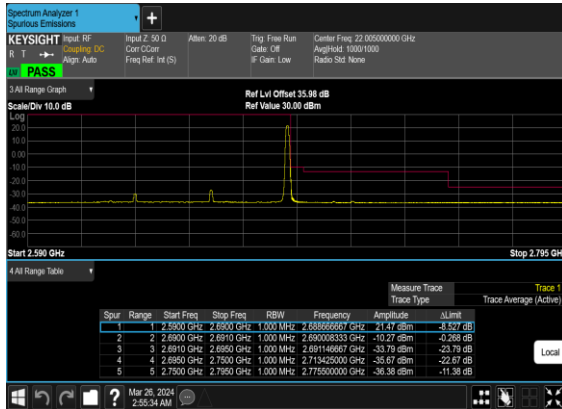 Spectrum Analyzer 1
Spurious Emissions
KEYSIGHT
R T
Input: RF
Coupling: DC
Align: Auto
Input Z: 50 Ω
Corr CCorr
Freq Ref: Int (S)
Atten: 20 dB
Trig: Free Run
Gate: Off
IF Gain: Low
Center Freq: 22.005000000 GHz
Avg|Hold: 1000/1000
Radio Std: None
PASS
3 All Range Graph
Scale/Div 10.0 dB
Ref Lvl Offset 35.98 dB
Ref Value 30.00 dBm
Log
20.0
10.0
0.00
-10.0
-20.0
-30.0
-40.0
-50.0
-60.0
Start 2.590 GHz
Stop 2.795 GH
4 All Range Table
Measure Trace Trace 1
Trace Type Trace Average (Active)
Spur Range Start Freq Stop Freq RBW Frequency Amplitude ΔLimit
1 1 2.5900 GHz 2.6900 GHz 1.000 MHz 2.688666667 GHz 21.47 dBm -8.527 dB
2 2 2.6900 GHz 2.6910 GHz 1.000 MHz 2.690008333 GHz -10.27 dBm -0.268 dB
3 3 2.6910 GHz 2.6950 GHz 1.000 MHz 2.691146667 GHz -33.79 dBm -23.79 dB
4 4 2.6950 GHz 2.7500 GHz 1.000 MHz 2.713425000 GHz -35.67 dBm -22.67 dB
5 5 2.7500 GHz 2.7950 GHz 1.000 MHz 2.775500000 GHz -36.38 dBm -11.38 dB
Local
?
Mar 26, 2024
2:55:34 AM